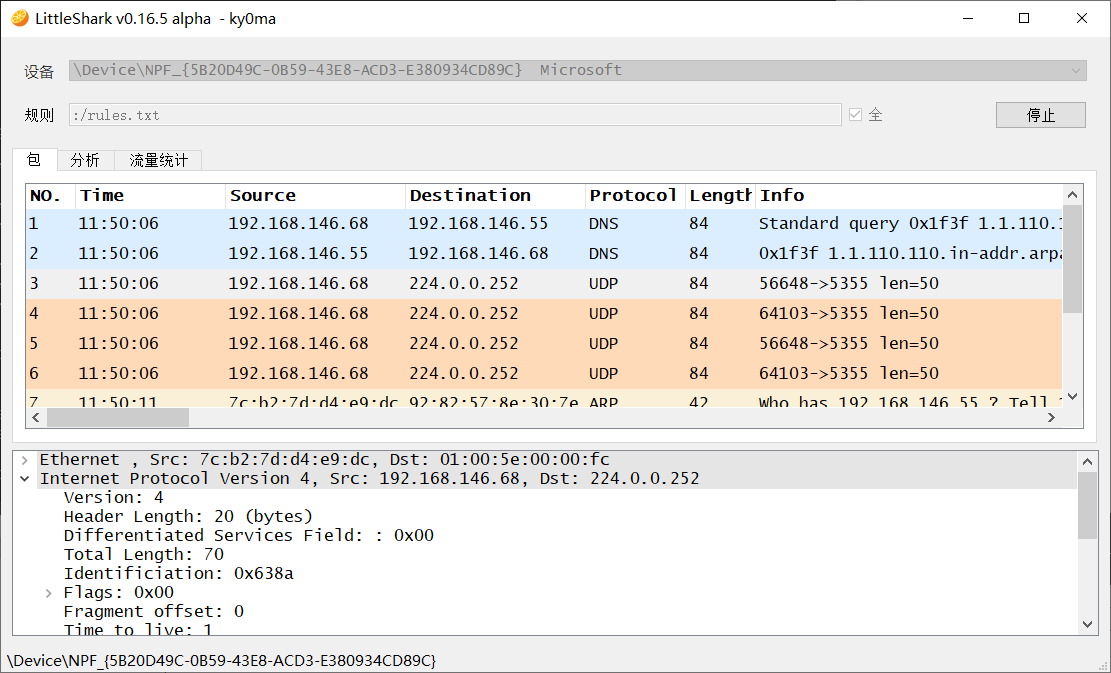 LittleShark v0.16.5 alpha - ky0ma
设备 \Device\NPF_{5B20D49C-0B59-43E8-ACD3-E380934CD89C} Microsoft
规则 :/rules.txt 全 停止
包 分析 流量统计
NO. Time Source Destination Protocol Length Info
1 11:50:06 192.168.146.68 192.168.146.55 DNS 84 Standard query 0x1f3f 1.1.110.
2 11:50:06 192.168.146.55 192.168.146.68 DNS 84 0x1f3f 1.1.110.110.in-addr.arpa
3 11:50:06 192.168.146.68 224.0.0.252 UDP 84 56648->5355 len=50
4 11:50:06 192.168.146.68 224.0.0.252 UDP 84 64103->5355 len=50
5 11:50:06 192.168.146.68 224.0.0.252 UDP 84 56648->5355 len=50
6 11:50:06 192.168.146.68 224.0.0.252 UDP 84 64103->5355 len=50
7 11:50:11 7c:b2:7d:d4:e9:dc 92:82:57:8e:30:7e ARP 42 Who has 192.168.146.55 ? Tell
Ethernet , Src: 7c:b2:7d:d4:e9:dc, Dst: 01:00:5e:00:00:fc
Internet Protocol Version 4, Src: 192.168.146.68, Dst: 224.0.0.252
Version: 4
Header Length: 20 (bytes)
Differentiated Services Field: : 0x00
Total Length: 70
Identificiation: 0x638a
Flags: 0x00
Fragment offset: 0
Time to live: 1
\Device\NPF_{5B20D49C-0B59-43E8-ACD3-E380934CD89C}